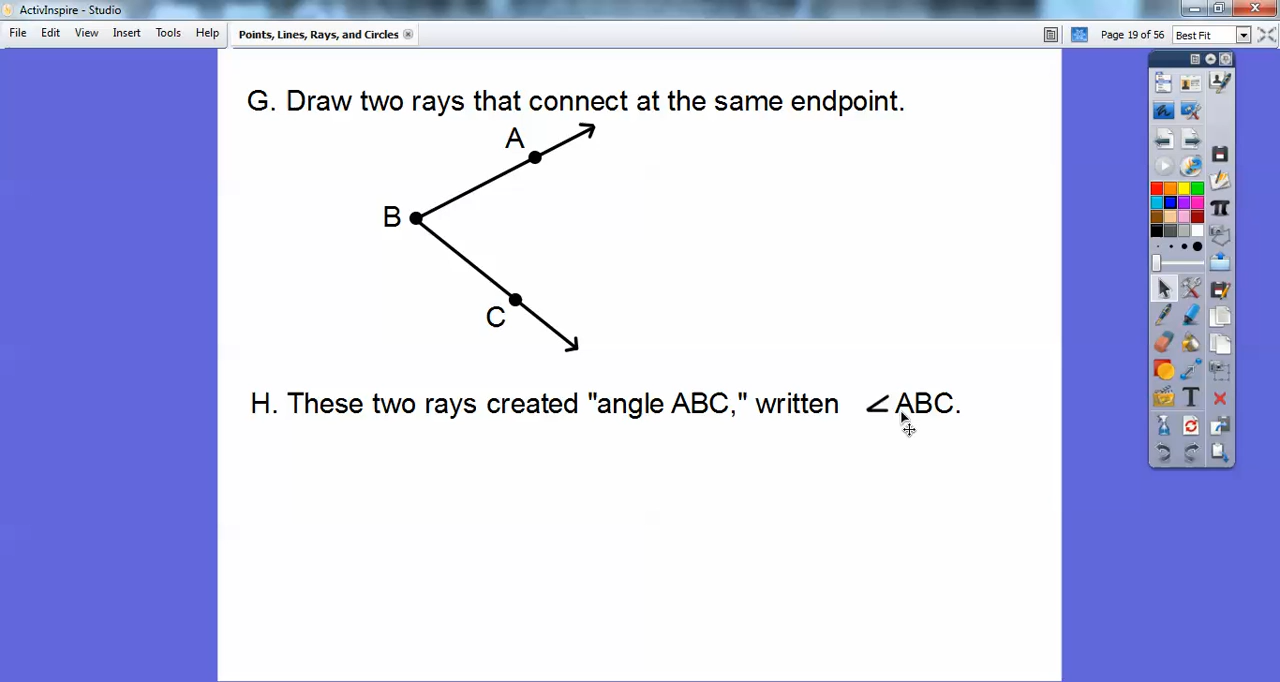 ActivInspire - Studio
File Edit View Insert Tools Help Points, Lines, Rays, and Circles Page 19 of 56 Best Fit
G. Draw two rays that connect at the same endpoint.
A
B
C
H. These two rays created "angle ABC," written ∠ABC.